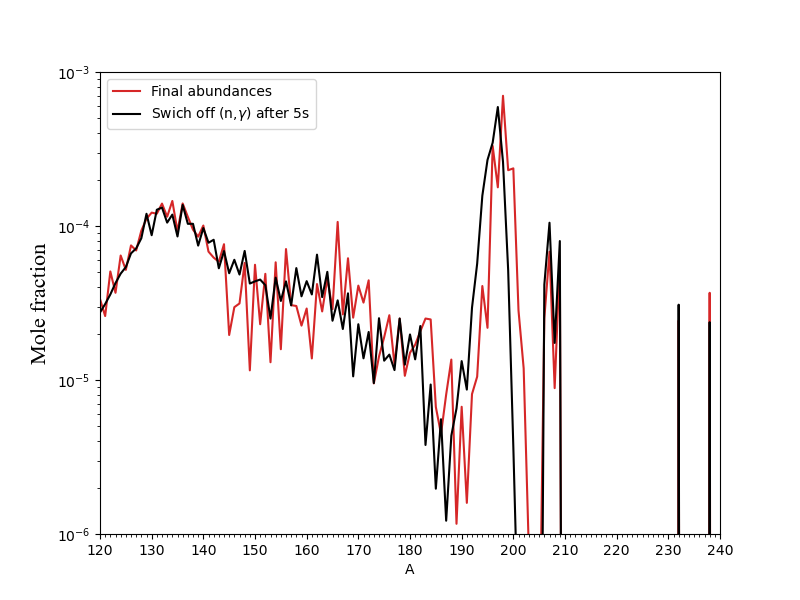 10⁻³
Final abundances
Swich off (n,γ) after 5s
10⁻⁴
Mole fraction
10⁻⁵
10⁻⁶
120 130 140 150 160 170 180 190 200 210 220 230 240
A